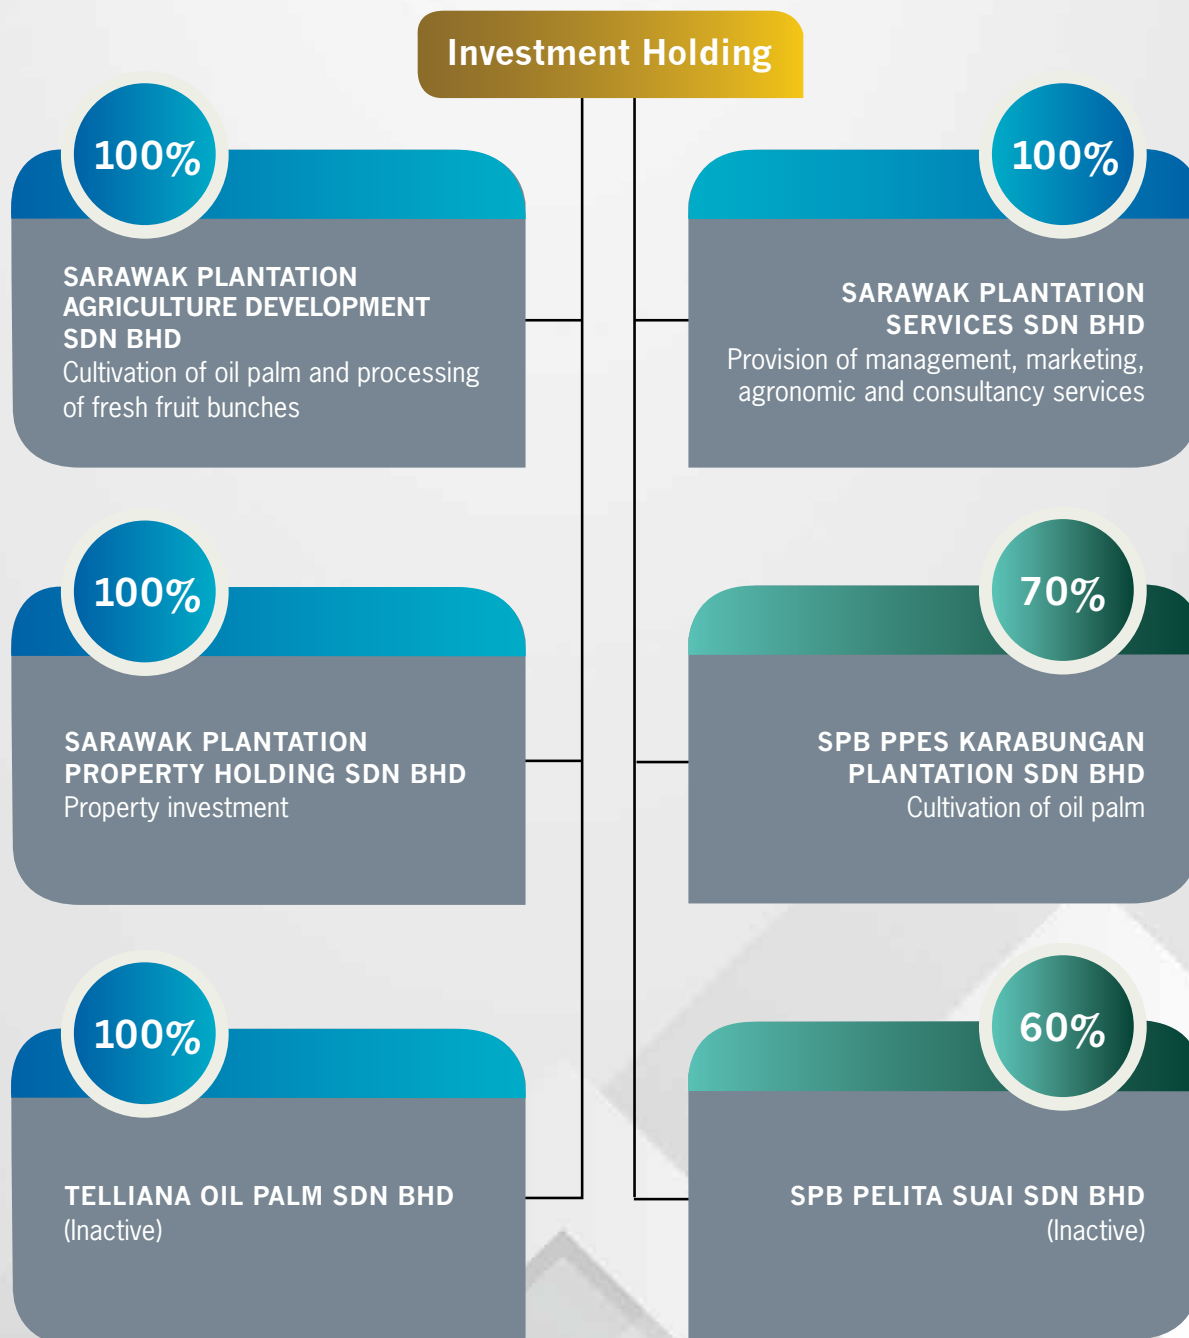 Investment Holding
100%
SARAWAK PLANTATION
AGRICULTURE DEVELOPMENT
SDN BHD
Cultivation of oil palm and processing
of fresh fruit bunches
100%
SARAWAK PLANTATION
SERVICES SDN BHD
Provision of management, marketing,
agronomic and consultancy services
100%
SARAWAK PLANTATION
PROPERTY HOLDING SDN BHD
Property investment
70%
SPB PPES KARABUNGAN
PLANTATION SDN BHD
Cultivation of oil palm
100%
TELLIANA OIL PALM SDN BHD
(Inactive)
60%
SPB PELITA SUAI SDN BHD
(Inactive)